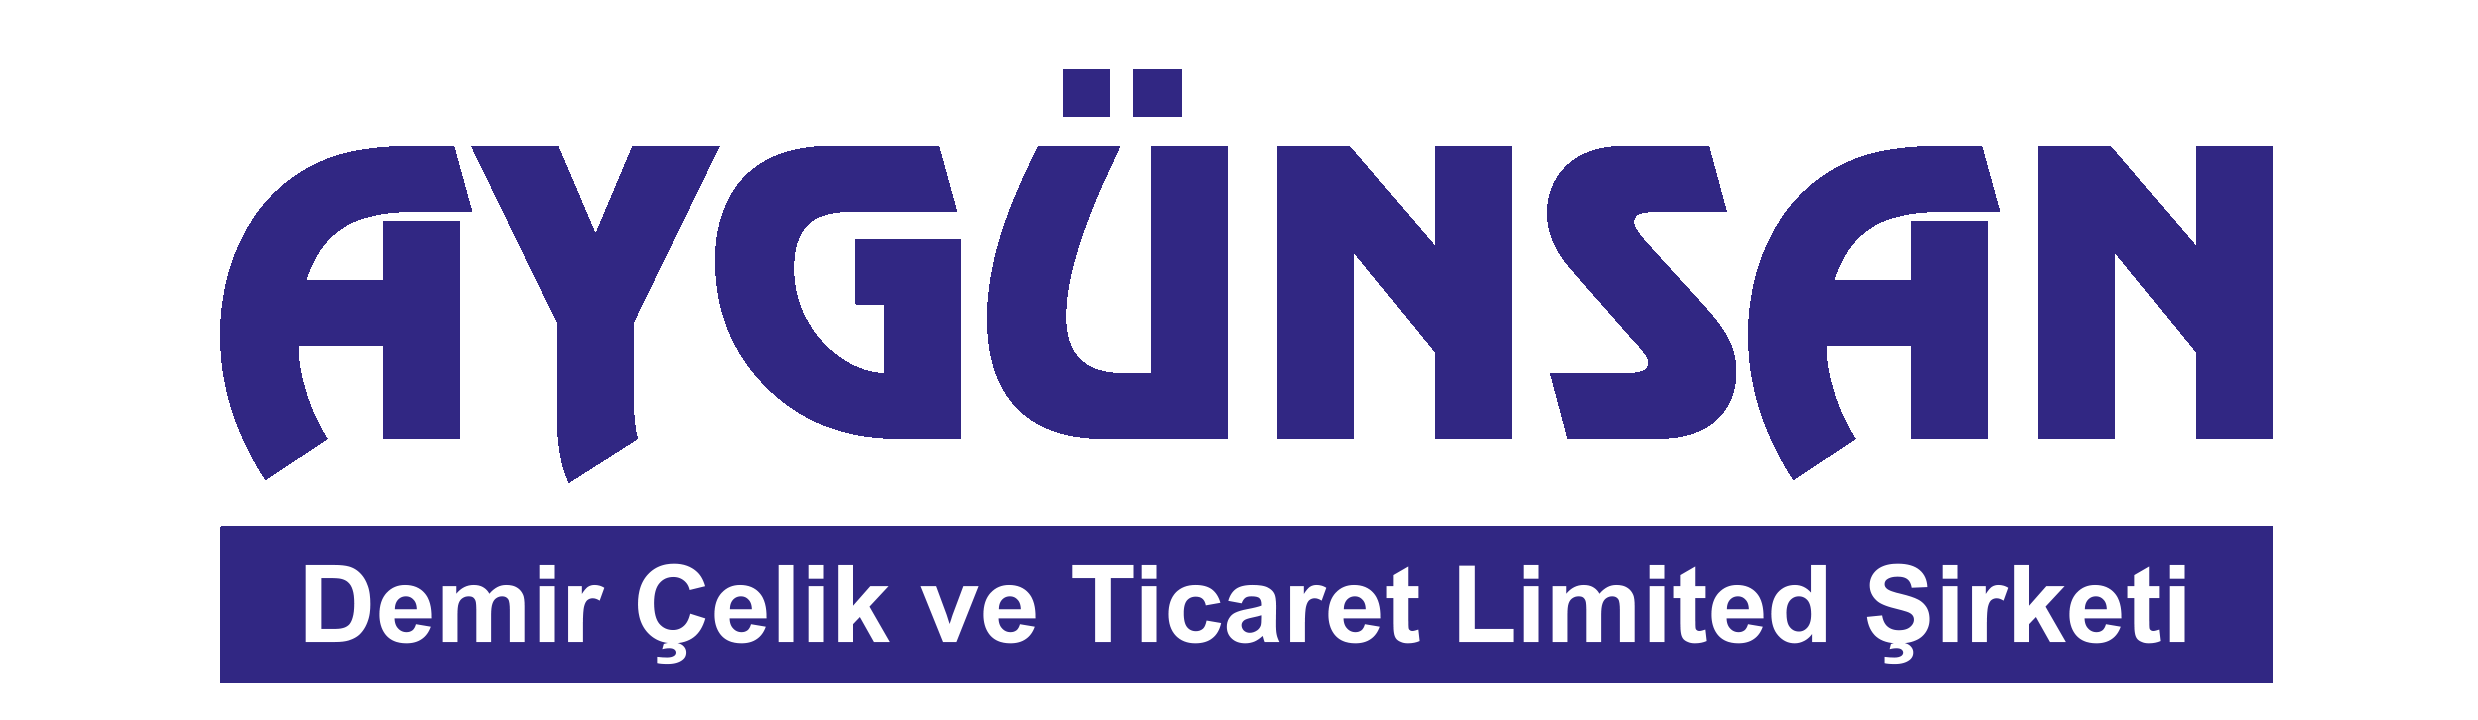 AYGÜNSAN
Demir Çelik ve Ticaret Limited Şirketi